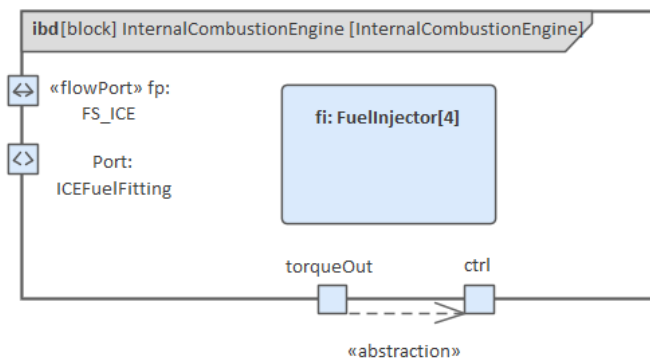 ibd[block] InternalCombustionEngine [InternalCombustionEngine]
«flowPort» fp:
FS_ICE
fi: FuelInjector[4]
Port:
ICEFuelFitting
torqueOut
ctrl
«abstraction»